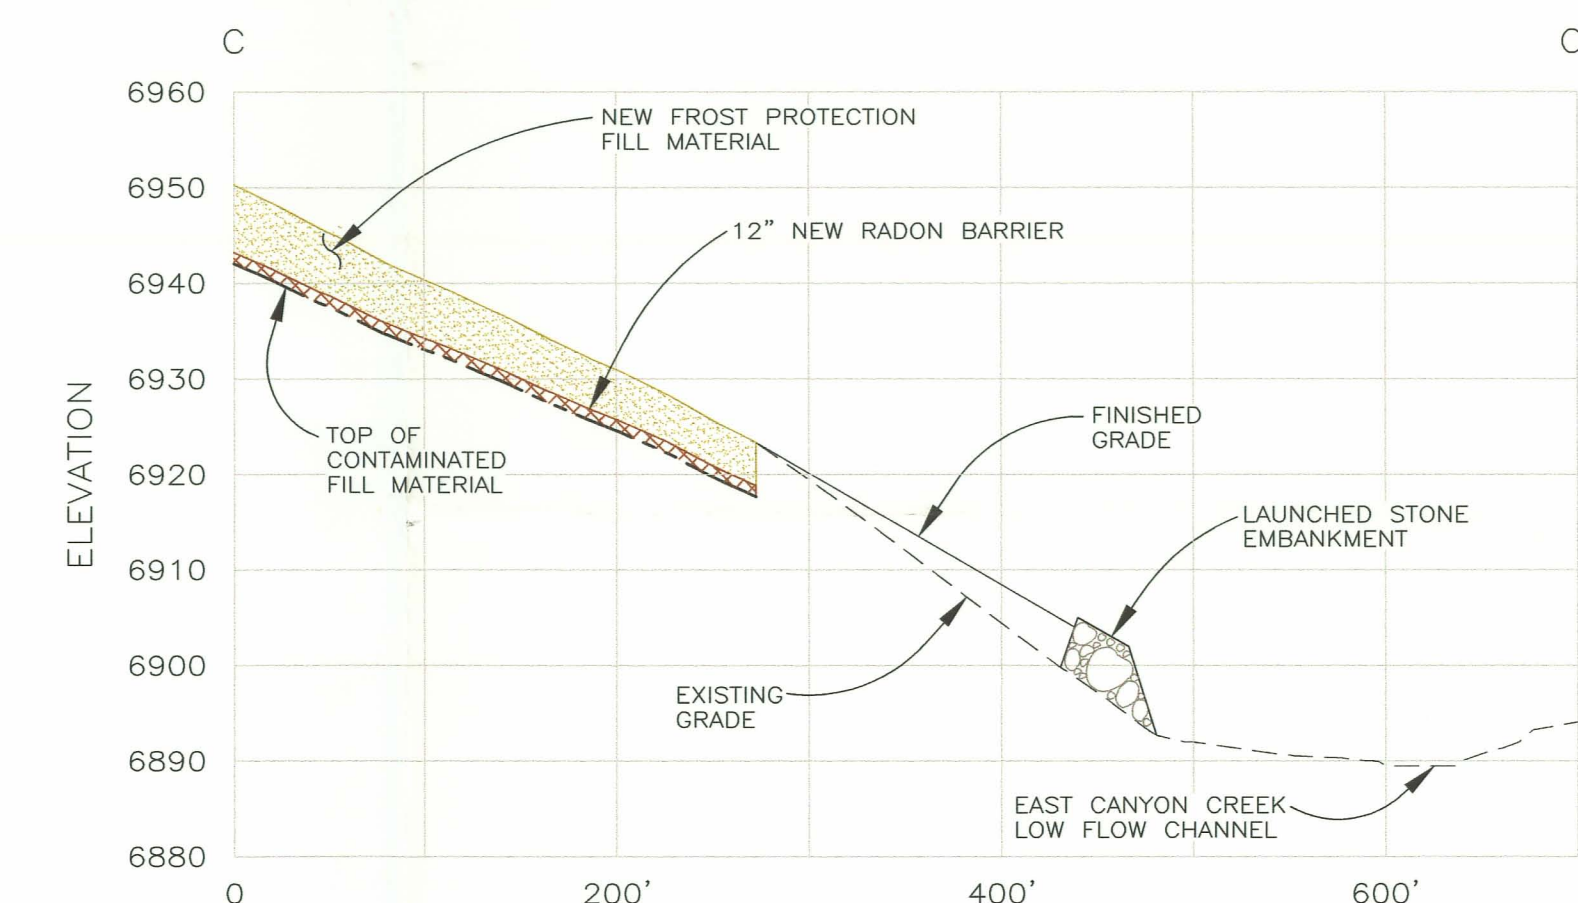 C
C
6960
NEW FROST PROTECTION
FILL MATERIAL
6950
12” NEW RADON BARRIER
6940
6930
FINISHED
GRADE
TOP OF
CONTAMINATED
FILL MATERIAL
6920
LAUNCHED STONE
EMBANKMENT
ELEVATION
6910
6900
EXISTING
GRADE
6890
EAST CANYON CREEK
LOW FLOW CHANNEL
6880
0
200'
400'
600'